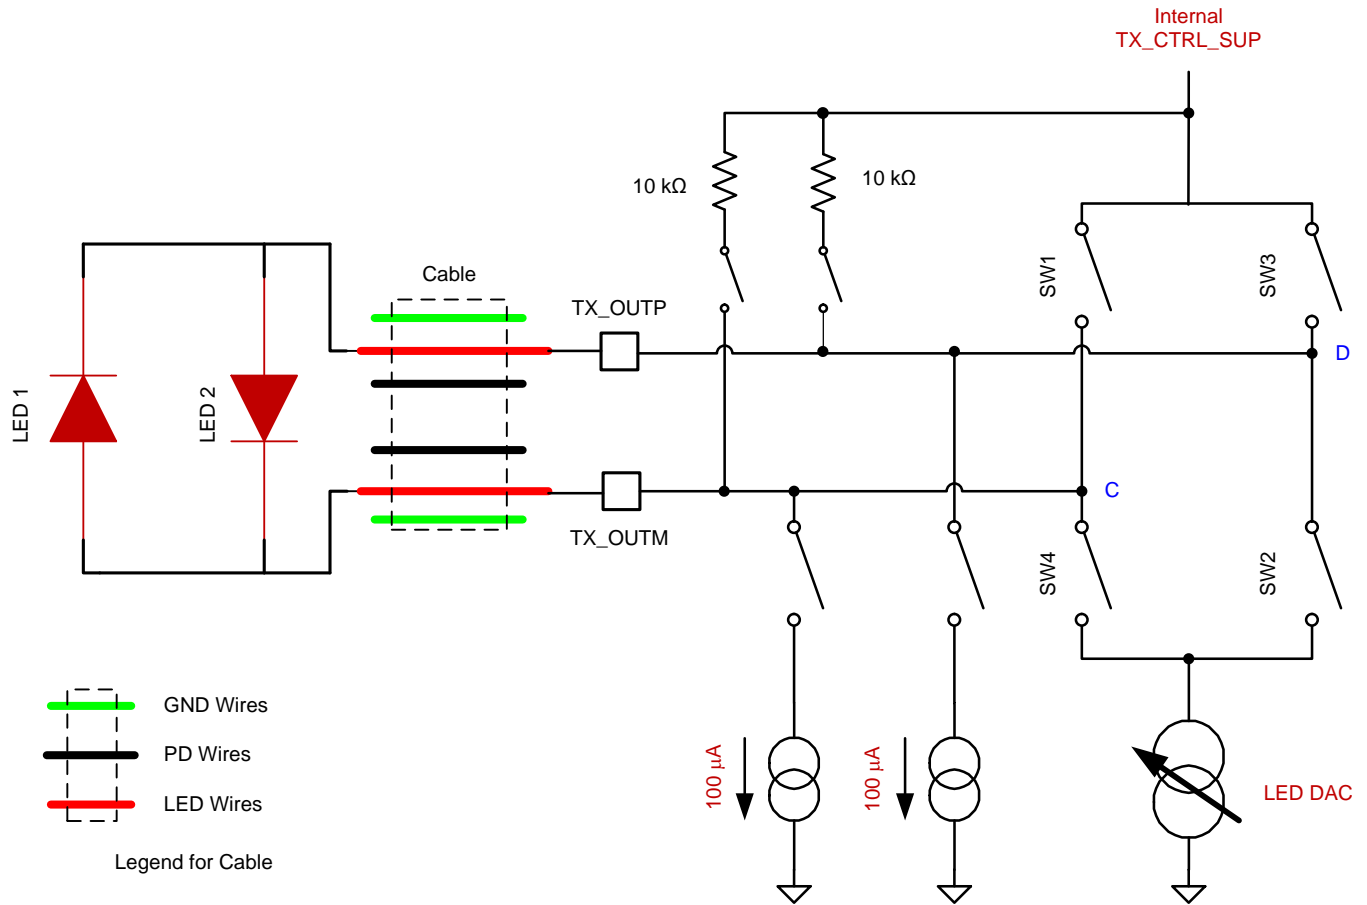 Internal
TX_CTRL_SUP
10 kΩ
10 kΩ
Cable
TX_OUTP
SW1
SW3
D
LED 1
LED 2
C
TX_OUTM
SW4
SW2
GND Wires
PD Wires
LED Wires
Legend for Cable
100 µA
100 µA
LED DAC